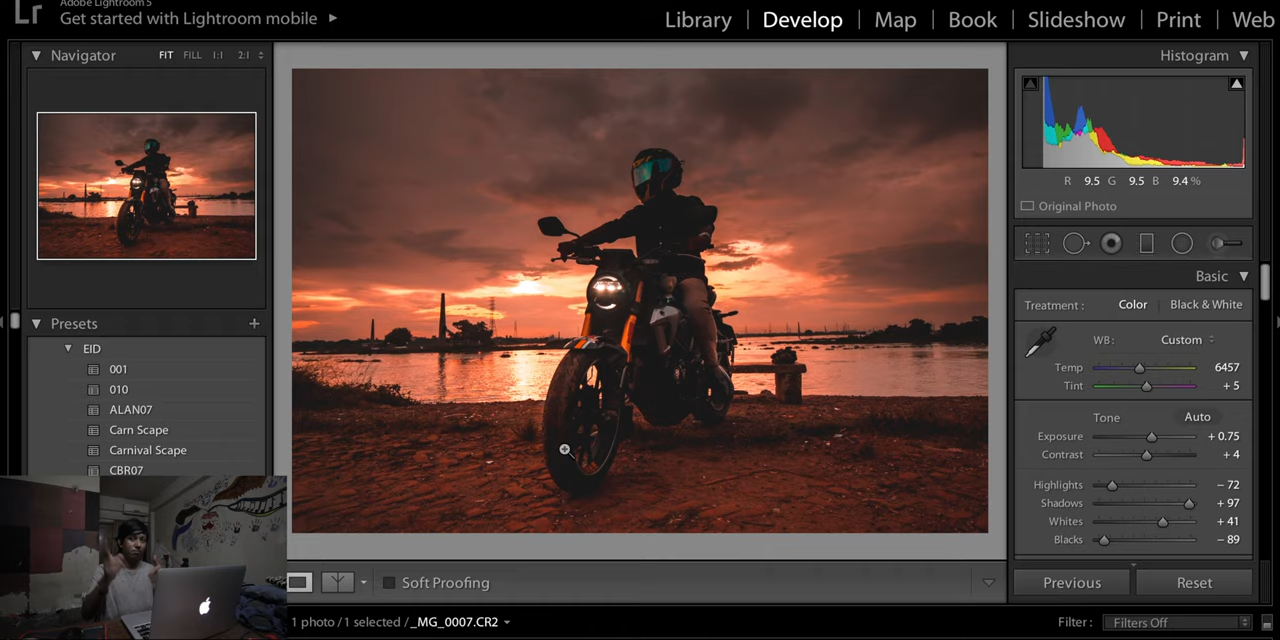 Lr Adobe Lightroom 5
Get started with Lightroom mobile
Library | Develop | Map | Book | Slideshow | Print | Web
Navigator FIT FILL 1:1 2:1
Histogram
R 9.5 G 9.5 B 9.4 %
Original Photo
Presets +
Basic
EID
001
010
ALAN07
Carn Scape
Carnival Scape
CBR07
Treatment : Color | Black & White
WB : Custom
Temp 6457
Tint + 5
Tone Auto
Exposure + 0.75
Contrast + 4
Highlights − 72
Shadows + 97
Whites + 41
Blacks − 89
Soft Proofing
Previous Reset
1 photo / 1 selected / _MG_0007.CR2
Filter : Filters Off